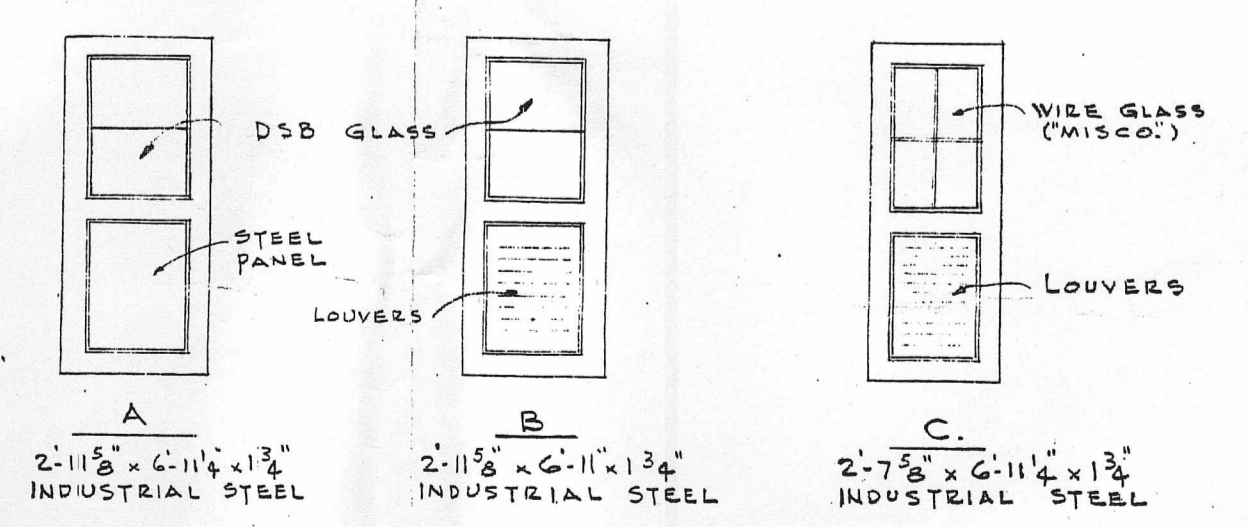 DSB GLASS
STEEL
PANEL
LOUVERS
WIRE GLASS
("MISCO.")
LOUVERS
A
2'-11 5/8" x 6'-11 1/4" x 1 3/4"
INDIUSTRIAL STEEL
B
2'-11 5/8" x 6'-11" x 1 3/4"
INDUSTRIAL STEEL
C.
2'-7 5/8" x 6'-11 1/4" x 1 3/4"
INDUSTRIAL STEEL